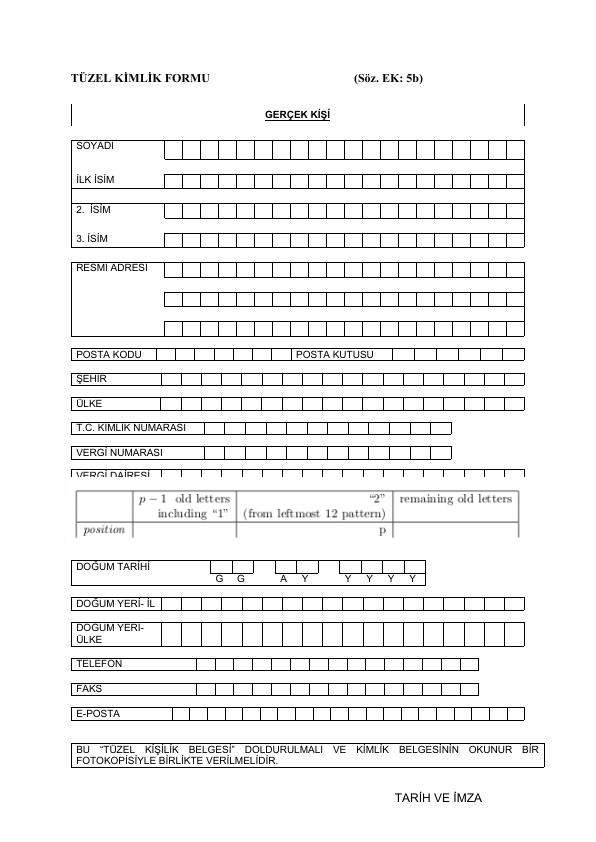 TÜZEL KİMLİK FORMU (Söz. EK: 5b)
GERÇEK KİŞİ
SOYADI
İLK İSİM
2. İSİM
3. İSİM
RESMİ ADRESİ
POSTA KODU POSTA KUTUSU
ŞEHİR
ÜLKE
T.C. KİMLİK NUMARASI
VERGİ NUMARASI
VERGİ DAİRESİ
p − 1 old letters “2” remaining old letters
including “1” (from leftmost 12 pattern)
position p
DOĞUM TARİHİ
G G A Y Y Y Y Y
DOĞUM YERİ- İL
DOĞUM YERİ-
ÜLKE
TELEFON
FAKS
E-POSTA
BU “TÜZEL KİŞİLİK BELGESİ” DOLDURULMALI VE KİMLİK BELGESİNİN OKUNUR BİR
FOTOKOPİSİYLE BİRLİKTE VERİLMELİDİR.
TARİH VE İMZA